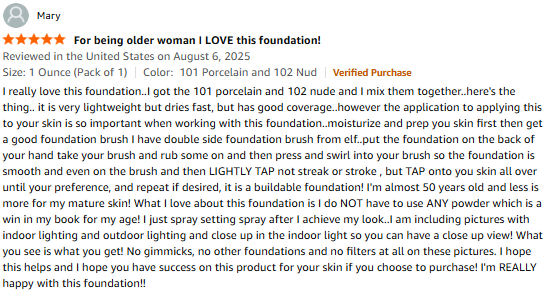 Mary
For being older woman I LOVE this foundation!
Reviewed in the United States on August 6, 2025
Size: 1 Ounce (Pack of 1) | Color: 101 Porcelain and 102 Nud | Verified Purchase
I really love this foundation..I got the 101 porcelain and 102 nude and I mix them together..here's the
thing.. it is very lightweight but dries fast, but has good coverage..however the application to applying this
to your skin is so important when working with this foundation..moisturize and prep you skin first then get
a good foundation brush I have double side foundation brush from elf..put the foundation on the back of
your hand take your brush and rub some on and then press and swirl into your brush so the foundation is
smooth and even on the brush and then LIGHTLY TAP not streak or stroke , but TAP onto you skin all over
until your preference, and repeat if desired, it is a buildable foundation! I'm almost 50 years old and less is
more for my mature skin! What I love about this foundation is I do NOT have to use ANY powder which is a
win in my book for my age! I just spray setting spray after I achieve my look..I am including pictures with
indoor lighting and outdoor lighting and close up in the indoor light so you can have a close up view! What
you see is what you get! No gimmicks, no other foundations and no filters at all on these pictures. I hope
this helps and I hope you have success on this product for your skin if you choose to purchase! I'm REALLY
happy with this foundation!!